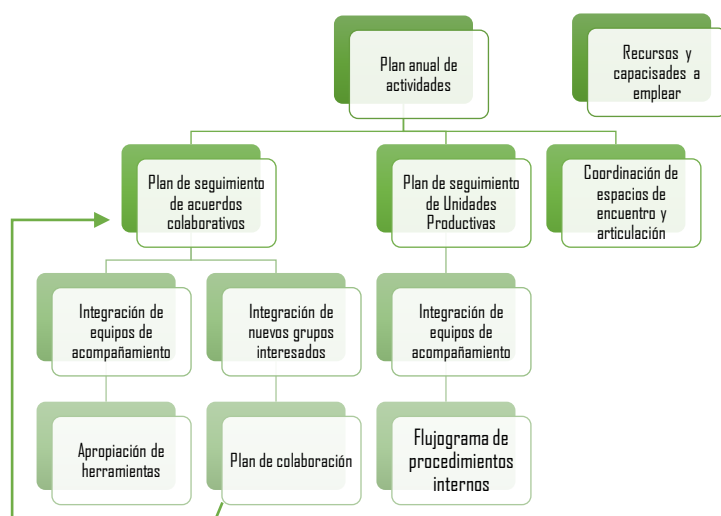 Plan anual de
actividades
Recursos y
capacisades a
emplear
Plan de seguimiento
de acuerdos
colaborativos
Plan de seguimiento
de Unidades
Productivas
Coordinación de
espacios de
encuentro y
articulación
Integración de
equipos de
acompañamiento
Integración de
nuevos grupos
interesados
Integración de
equipos de
acompañamiento
Apropiación de
herramientas
Plan de colaboración
Flujograma de
procedimientos
internos